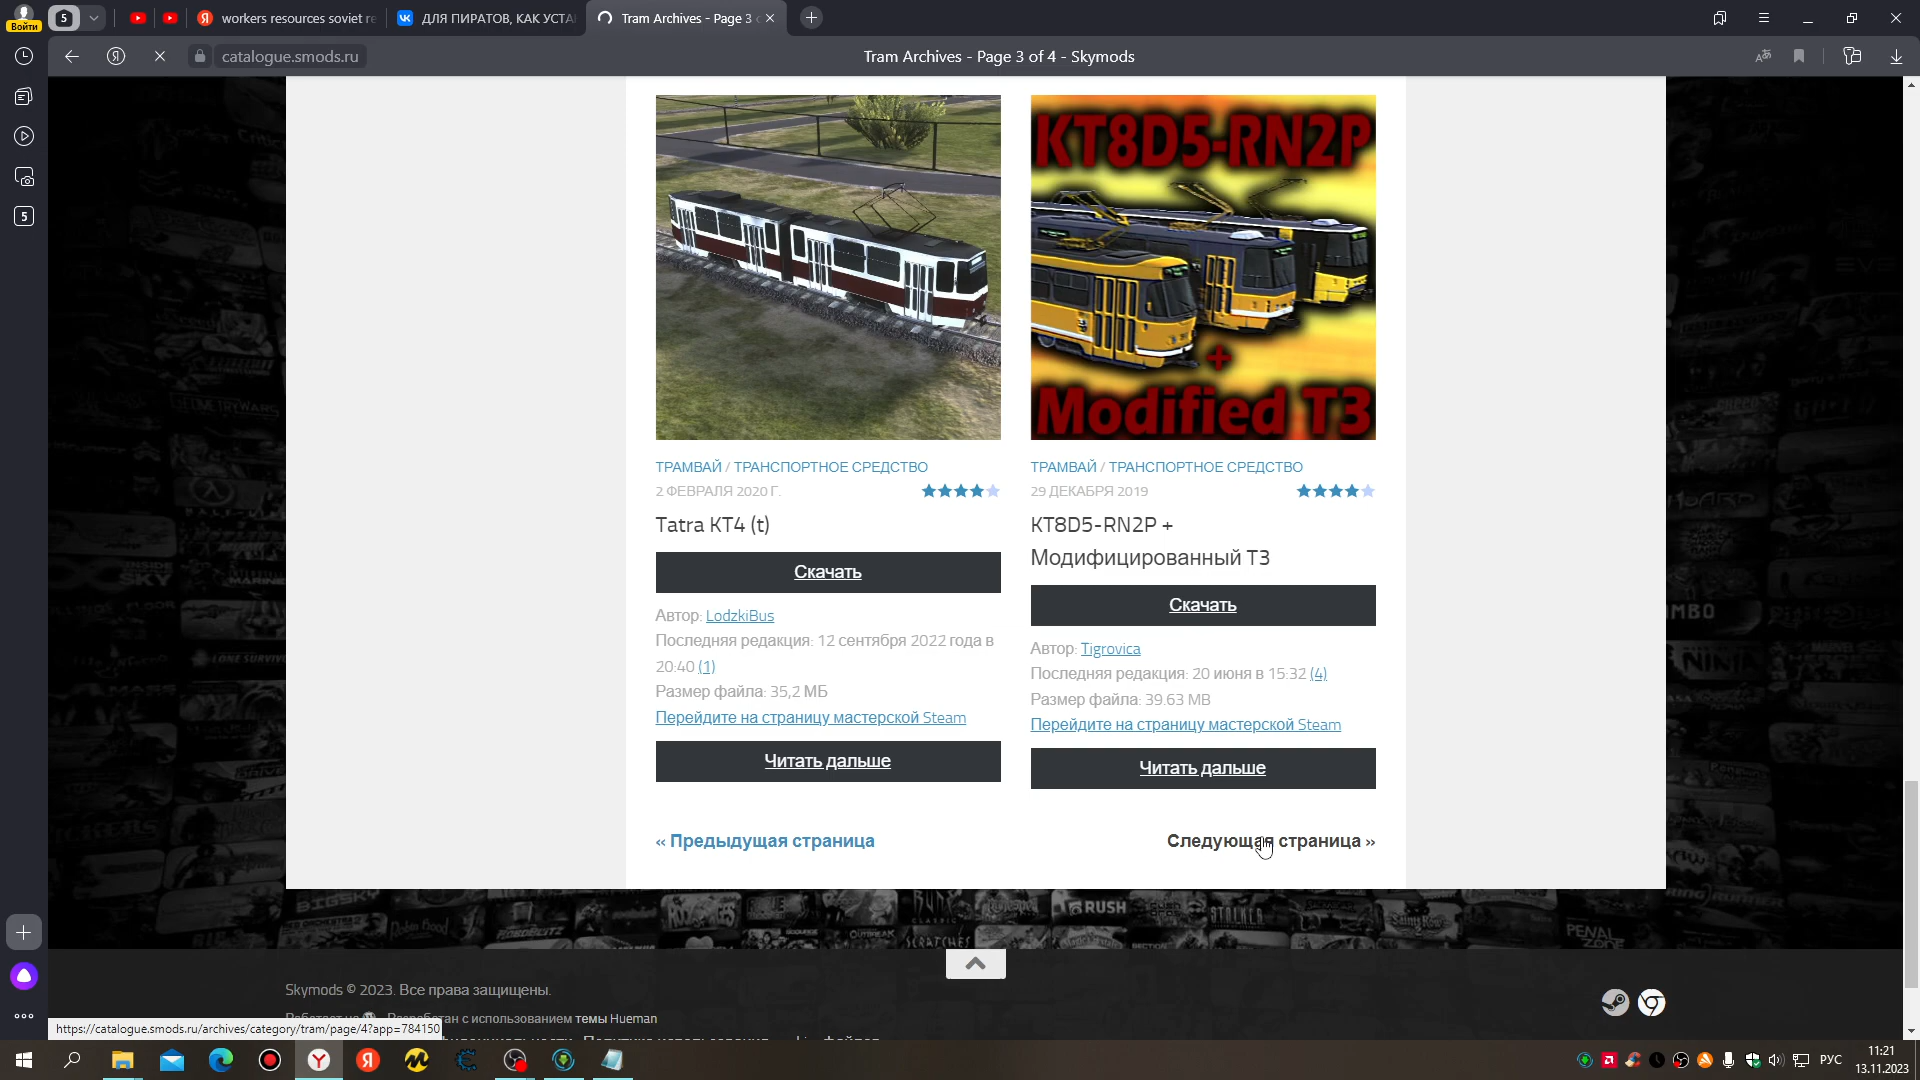 Войти
5
workers resources soviet re
ДЛЯ ПИРАТОВ, КАК УСТА
Tram Archives - Page 3
catalogue.smods.ru
Tram Archives - Page 3 of 4 - Skymods
5
KT8D5-RN2P
+
Modified T3
ТРАМВАЙ / ТРАНСПОРТНОЕ СРЕДСТВО
2 ФЕВРАЛЯ 2020 Г.
Tatra KT4 (t)
Скачать
Автор: LodzkiBus
Последняя редакция: 12 сентября 2022 года в
20:40 (1)
Размер файла: 35,2 МБ
Перейдите на страницу мастерской Steam
Читать дальше
ТРАМВАЙ / ТРАНСПОРТНОЕ СРЕДСТВО
29 ДЕКАБРЯ 2019
KT8D5-RN2P +
Модифицированный Т3
Скачать
Автор: Tigrovica
Последняя редакция: 20 июня в 15:32 (4)
Размер файла: 39.63 MB
Перейдите на страницу мастерской Steam
Читать дальше
« Предыдущая страница
Следующая страница »
Skymods © 2023. Все права защищены.
с использованием темы Hueman
https://catalogue.smods.ru/archives/category/tram/page/4?app=784150
РУС
11:21
13.11.2023